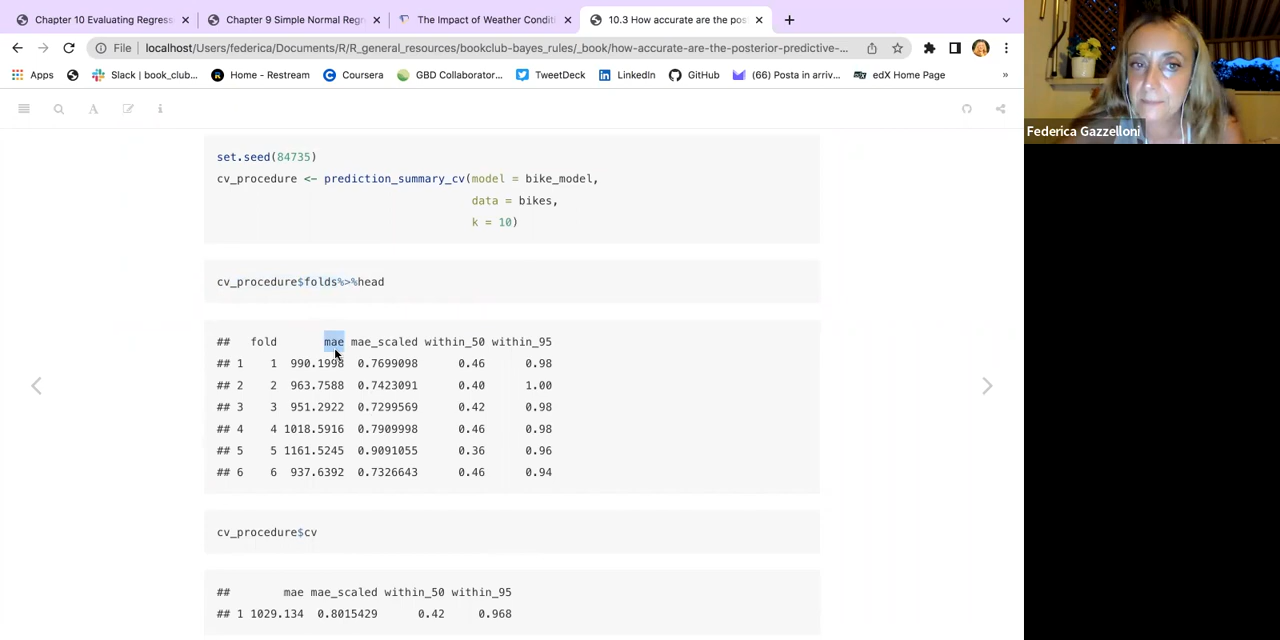 Chapter 10 Evaluating Regress
Chapter 9 Simple Normal Regr
The Impact of Weather Conditi
10.3 How accurate are the pos
File
localhost/Users/federica/Documents/R/R_general_resources/bookclub-bayes_rules/_book/how-accurate-are-the-posterior-predictive-...
Apps
Slack | book_club...
Home - Restream
Coursera
GBD Collaborator...
TweetDeck
LinkedIn
GitHub
(66) Posta in arriv...
edX Home Page
»
Federica Gazzelloni
set.seed(84735)
cv_procedure <- prediction_summary_cv(model = bike_model,
data = bikes,
k = 10)
cv_procedure$folds%>%head
##   fold       mae mae_scaled within_50 within_95
## 1    1  990.1998  0.7699098      0.46      0.98
## 2    2  963.7588  0.7423091      0.40      1.00
## 3    3  951.2922  0.7299569      0.42      0.98
## 4    4 1018.5916  0.7909998      0.46      0.98
## 5    5 1161.5245  0.9091055      0.36      0.96
## 6    6  937.6392  0.7326643      0.46      0.94
cv_procedure$cv
##        mae mae_scaled within_50 within_95
## 1 1029.134  0.8015429      0.42     0.968